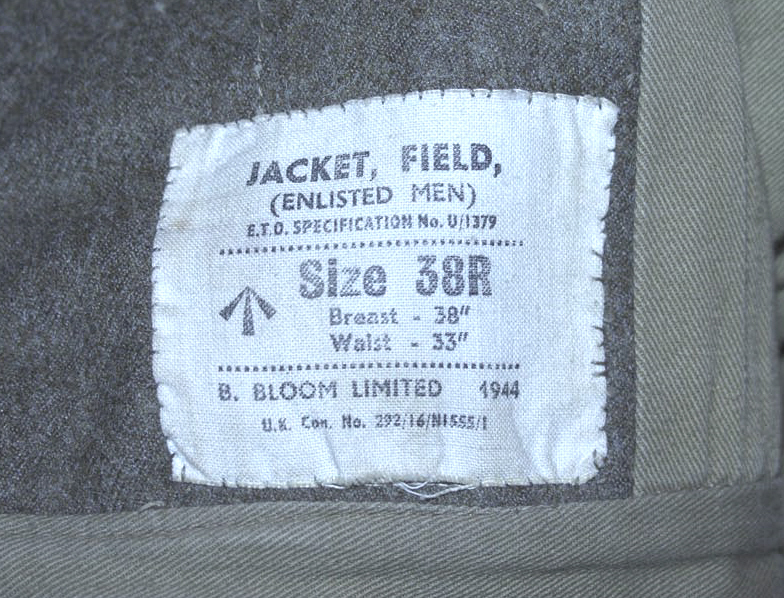 JACKET, FIELD,
(ENLISTED MEN)
E.T.O. SPECIFICATION No. U/1379
Size 38R
Breast - 38"
Waist - 33"
B. BLOOM LIMITED 1944
U.K. Con. No. 292/16/N1555/1